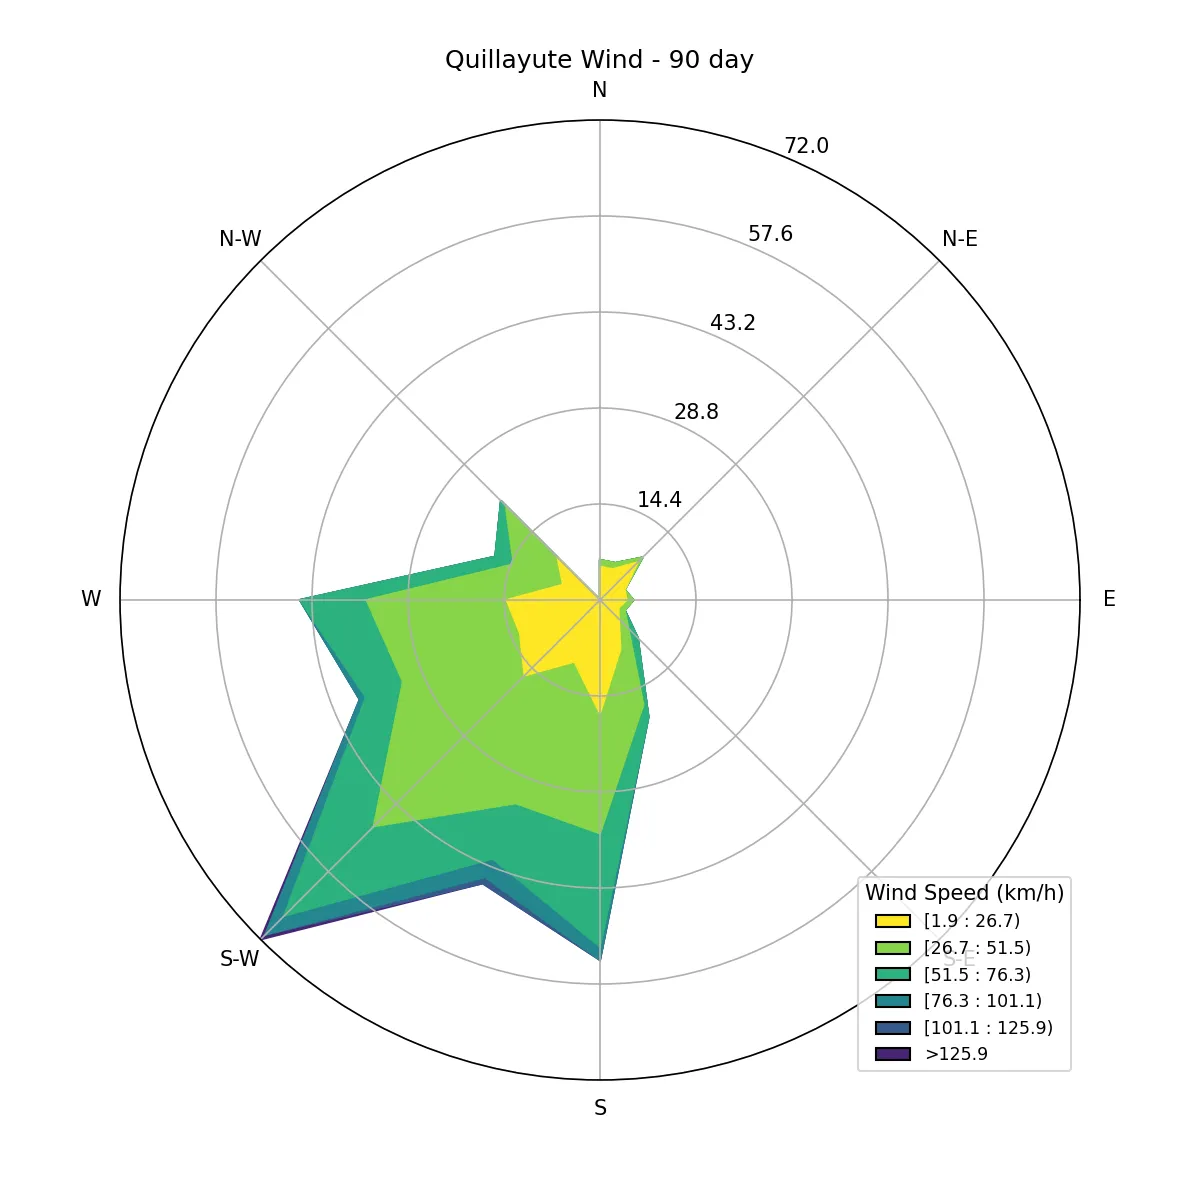 Quillayute Wind - 90 day
N
72.0
57.6
N-W
N-E
43.2
28.8
14.4
W
E
Wind Speed (km/h)
[1.9 : 26.7)
[26.7 : 51.5)
S-W
S-E
[51.5 : 76.3)
[76.3 : 101.1)
[101.1 : 125.9)
>125.9
S